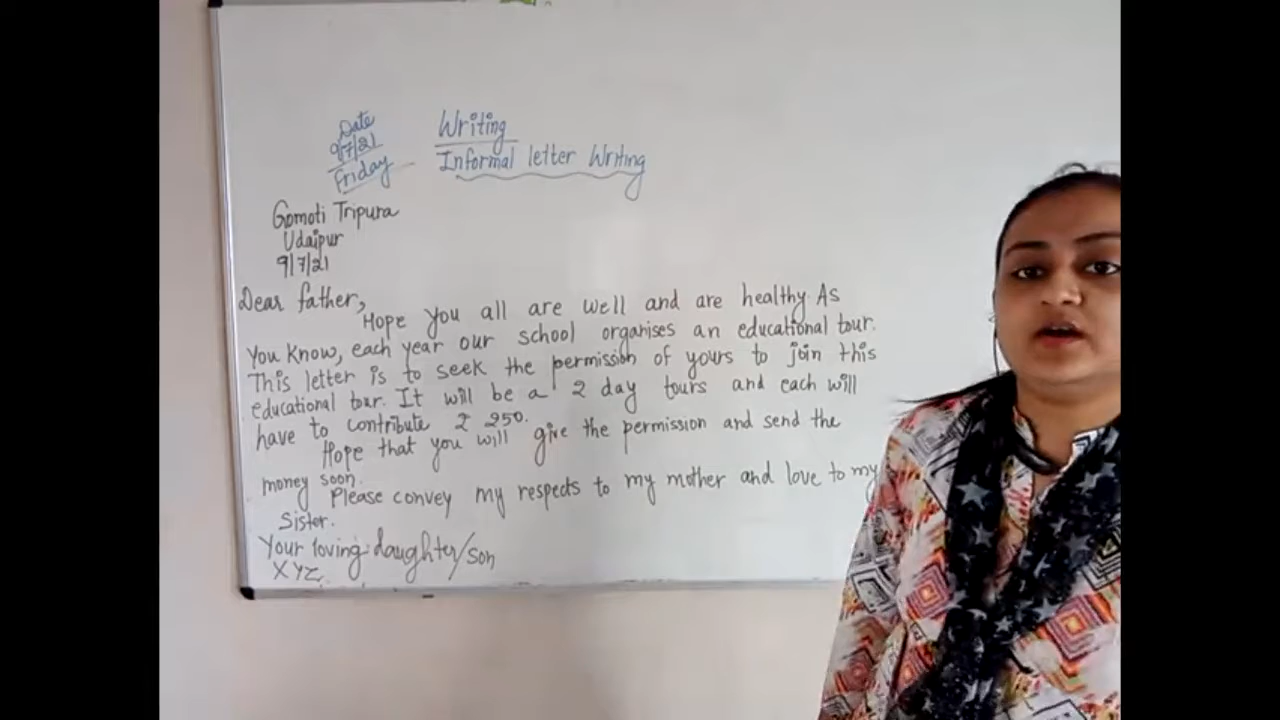 Date
9/7/21
Friday
Writing
Informal letter Writing
Gomoti Tripura
Udaipur
9/7/21
Dear father,
Hope you all are well and are healthy. As
You Know, each year our school organises an educational tour.
This letter is to seek the permission of yours to join this
educational tour. It will be a 2 day tours and each will
have to contribute ₹ 250.
Hope that you will give the permission and send the
money soon.
Please convey my respects to my mother and love to my
Sister.
Your loving daughter/son
XYZ